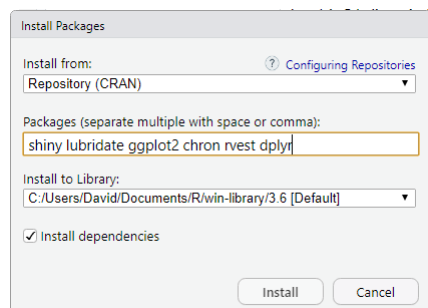 Install Packages
Install from:
? Configuring Repositories
Repository (CRAN)
Packages (separate multiple with space or comma):
shiny lubridate ggplot2 chron rvest dplyr
Install to Library:
C:/Users/David/Documents/R/win-library/3.6 [Default]
Install dependencies
Install
Cancel